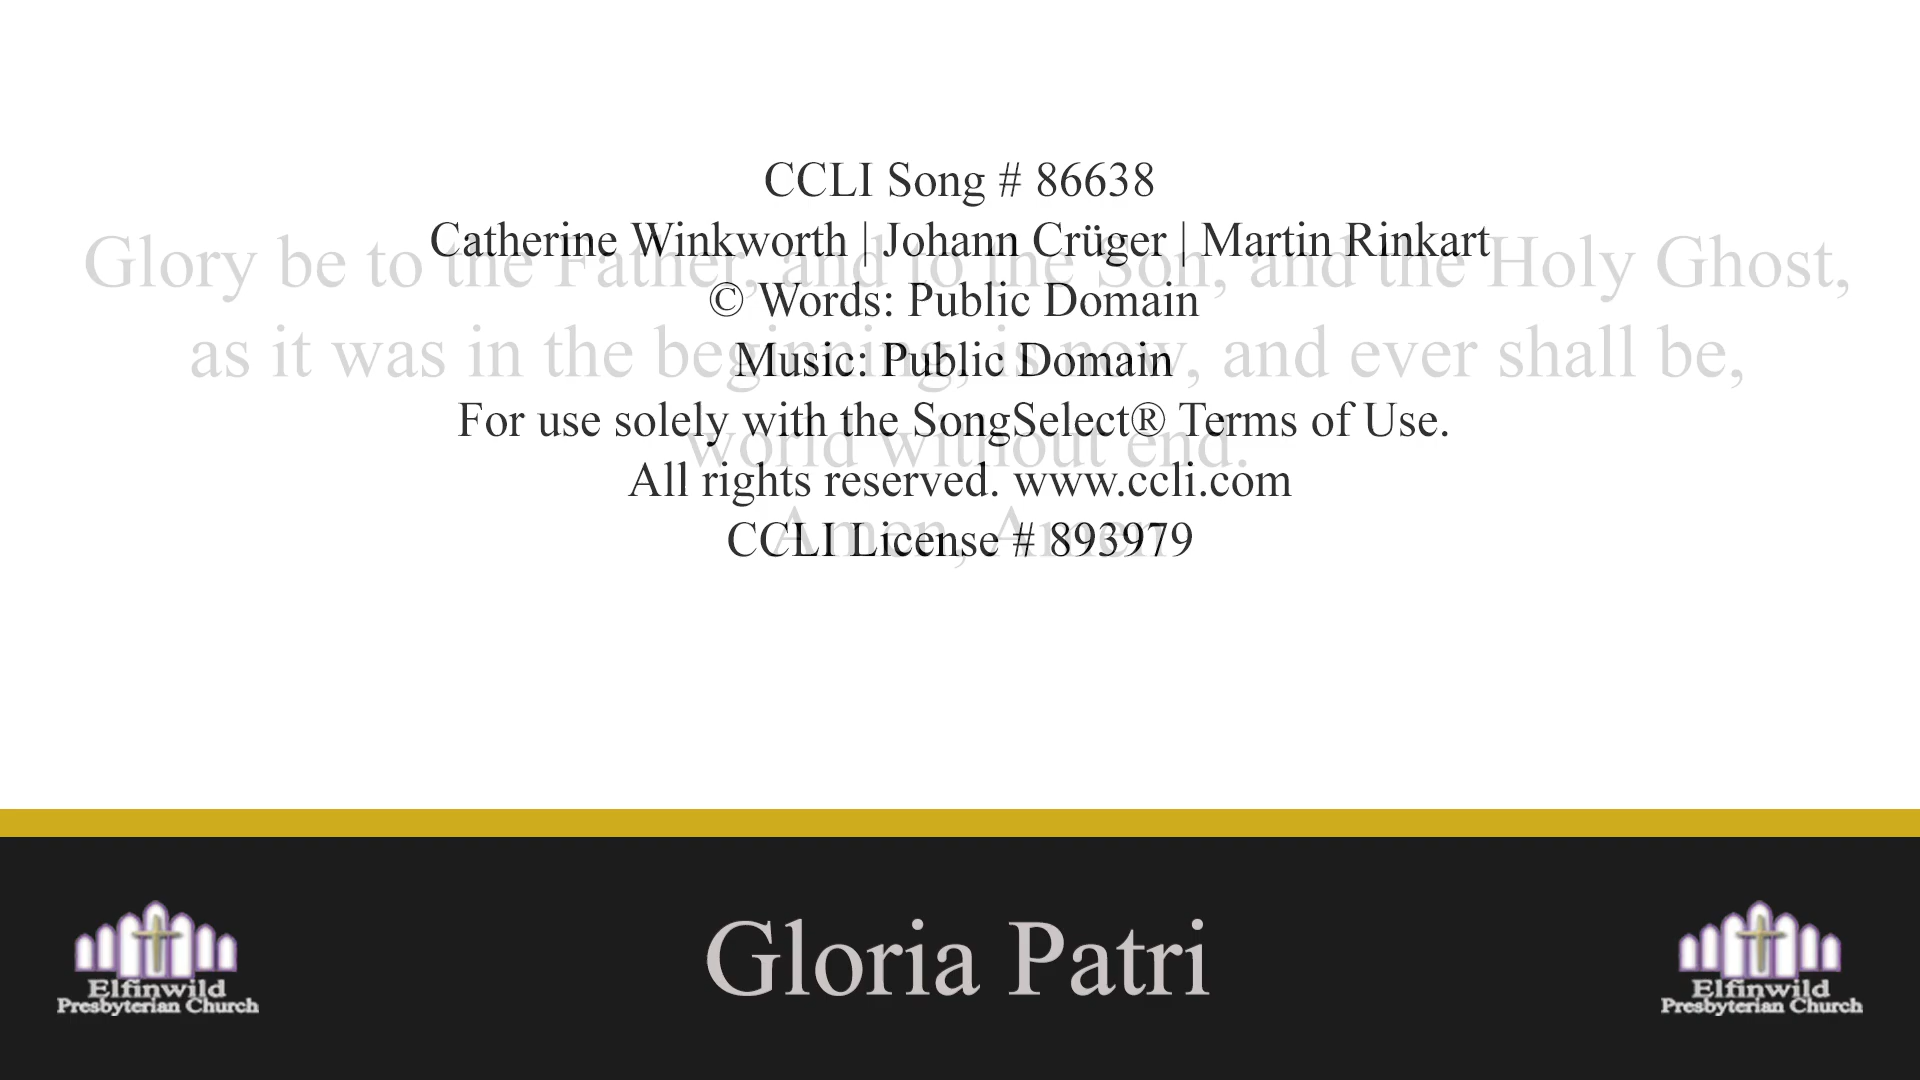 CCLI Song # 86638
Catherine Winkworth | Johann Crüger | Martin Rinkart
© Words: Public Domain
Music: Public Domain
For use solely with the SongSelect® Terms of Use.
All rights reserved. www.ccli.com
CCLI License # 893979
Glory be to the Father, and to the Son, and the Holy Ghost,
as it was in the beginning, is now, and ever shall be,
world without end.
Amen, Amen
Elfinwild
Presbyterian Church
Gloria Patri
Elfinwild
Presbyterian Church